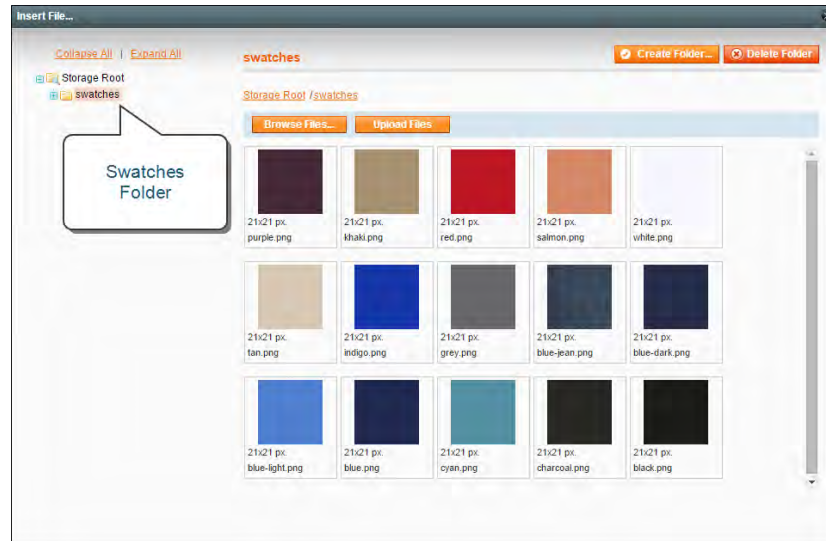 Insert File...
Collapse All | Expand All
Storage Root
swatches
Swatches
Folder
swatches
Create Folder...
Delete Folder
Storage Root / swatches
Browse Files...
Upload Files
21x21 px.
purple.png
21x21 px.
khaki.png
21x21 px.
red.png
21x21 px.
salmon.png
21x21 px.
white.png
21x21 px.
tan.png
21x21 px.
indigo.png
21x21 px.
grey.png
21x21 px.
blue-jean.png
21x21 px.
blue-dark.png
21x21 px.
blue-light.png
21x21 px.
blue.png
21x21 px.
cyan.png
21x21 px.
charcoal.png
21x21 px.
black.png